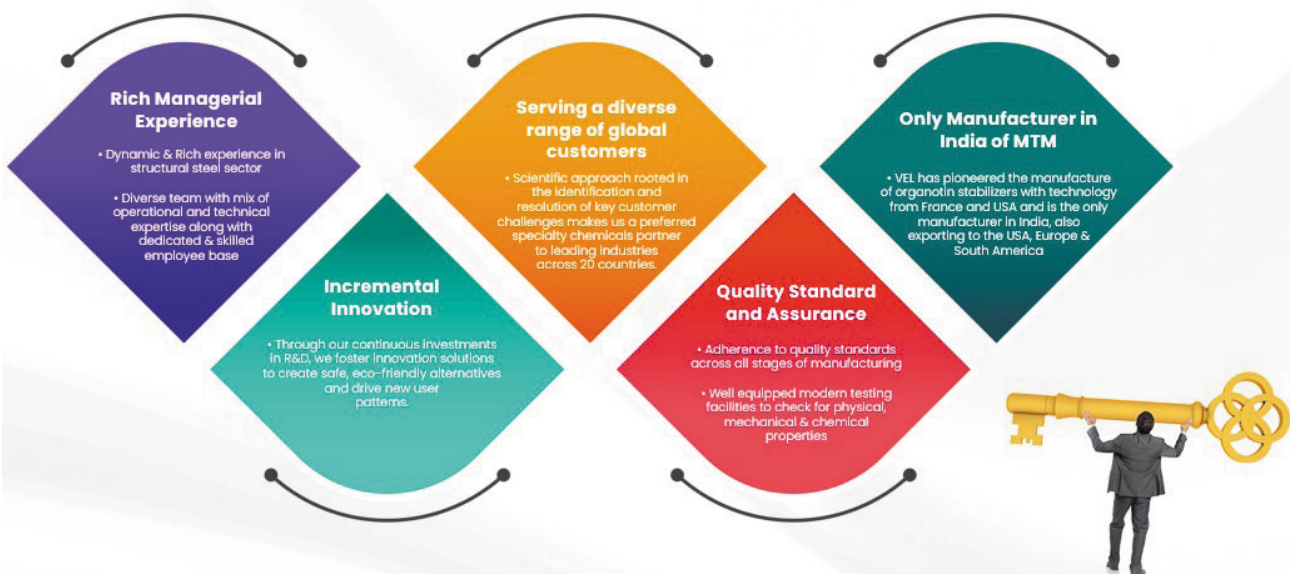 Rich Managerial
Experience
• Dynamic & Rich experience in
structural steel sector
• Diverse team with mix of
operational and technical
expertise along with
dedicated & skilled
employee base
Incremental
Innovation
• Through our continuous investments
in R&D, we foster innovation solutions
to create safe, eco-friendly alternatives
and drive new user
patterns.
Serving a diverse
range of global
customers
• Scientific approach rooted in
the identification and
resolution of key customer
challenges makes us a preferred
specialty chemicals partner
to leading industries
across 20 countries.
Quality Standard
and Assurance
• Adherence to quality standards
across all stages of manufacturing
• Well equipped modern testing
facilities to check for physical,
mechanical & chemical
properties
Only Manufacturer in
India of MTM
• VEL has pioneered the manufacture
of organotin stabilizers with technology
from France and USA and is the only
manufacturer in India, also
exporting to the USA, Europe &
South America